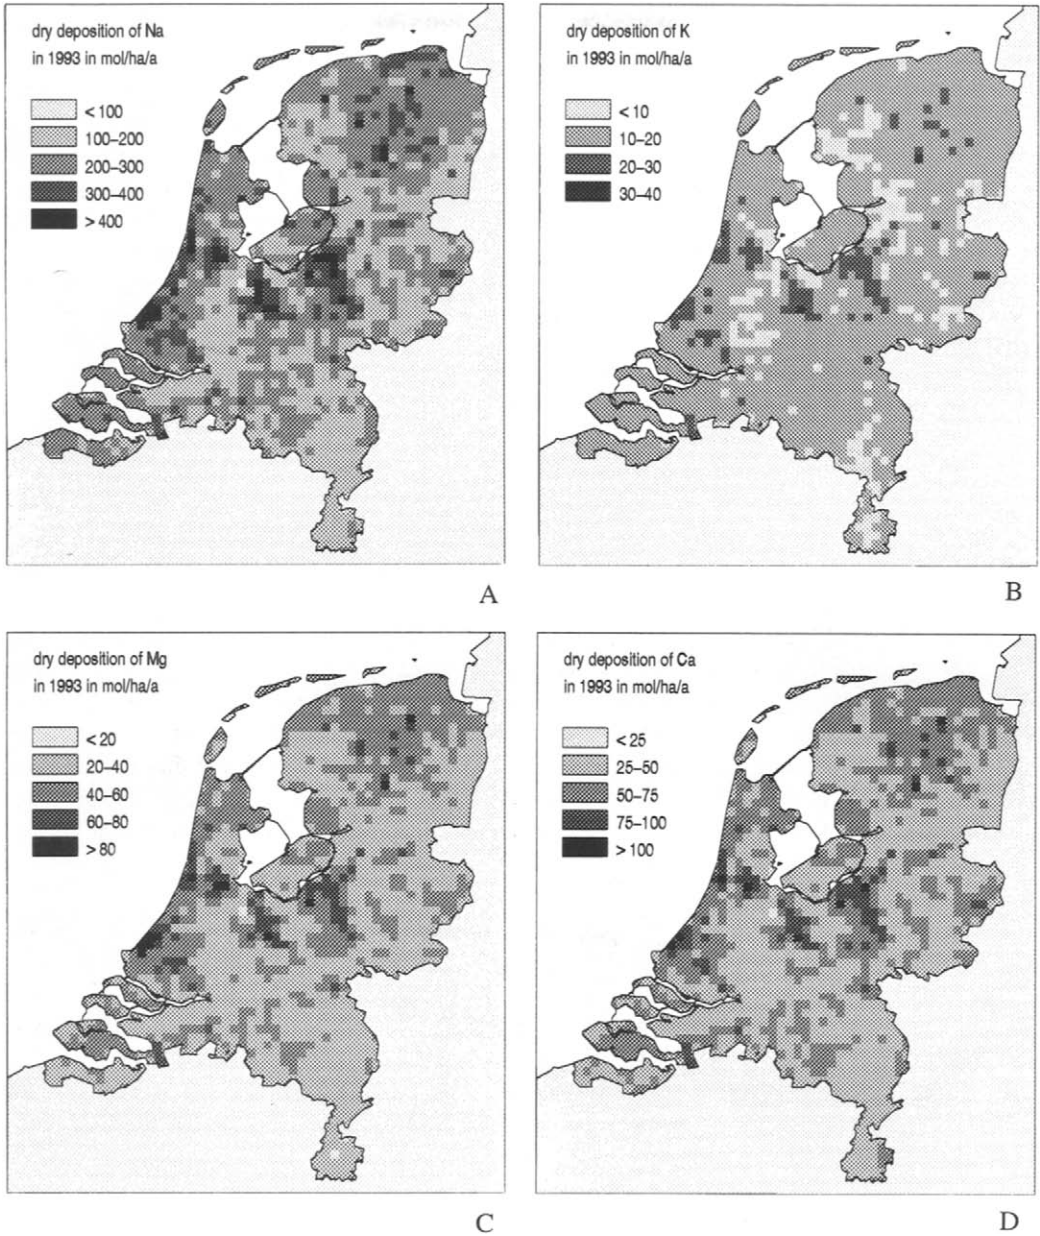 dry deposition of Na
in 1993 in mol/ha/a
< 100
100–200
200–300
300–400
> 400
A
dry deposition of K
in 1993 in mol/ha/a
< 10
10–20
20–30
30–40
B
dry deposition of Mg
in 1993 in mol/ha/a
< 20
20–40
40–60
60–80
> 80
C
dry deposition of Ca
in 1993 in mol/ha/a
< 25
25–50
50–75
75–100
> 100
D